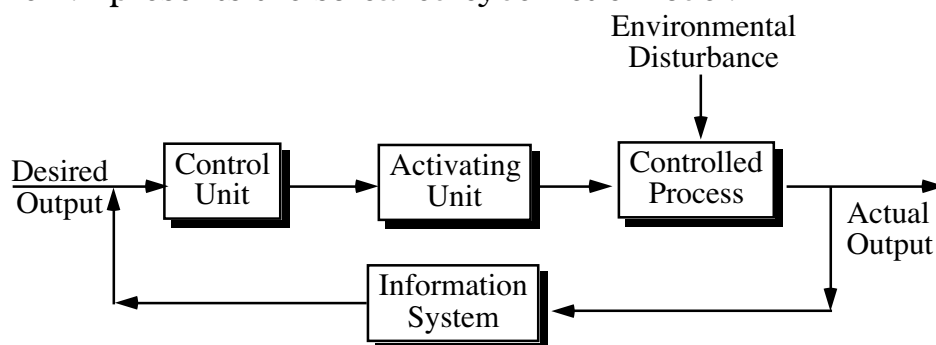 Environmental
Disturbance
Desired
Output
Control
Unit
Activating
Unit
Controlled
Process
Actual
Output
Information
System